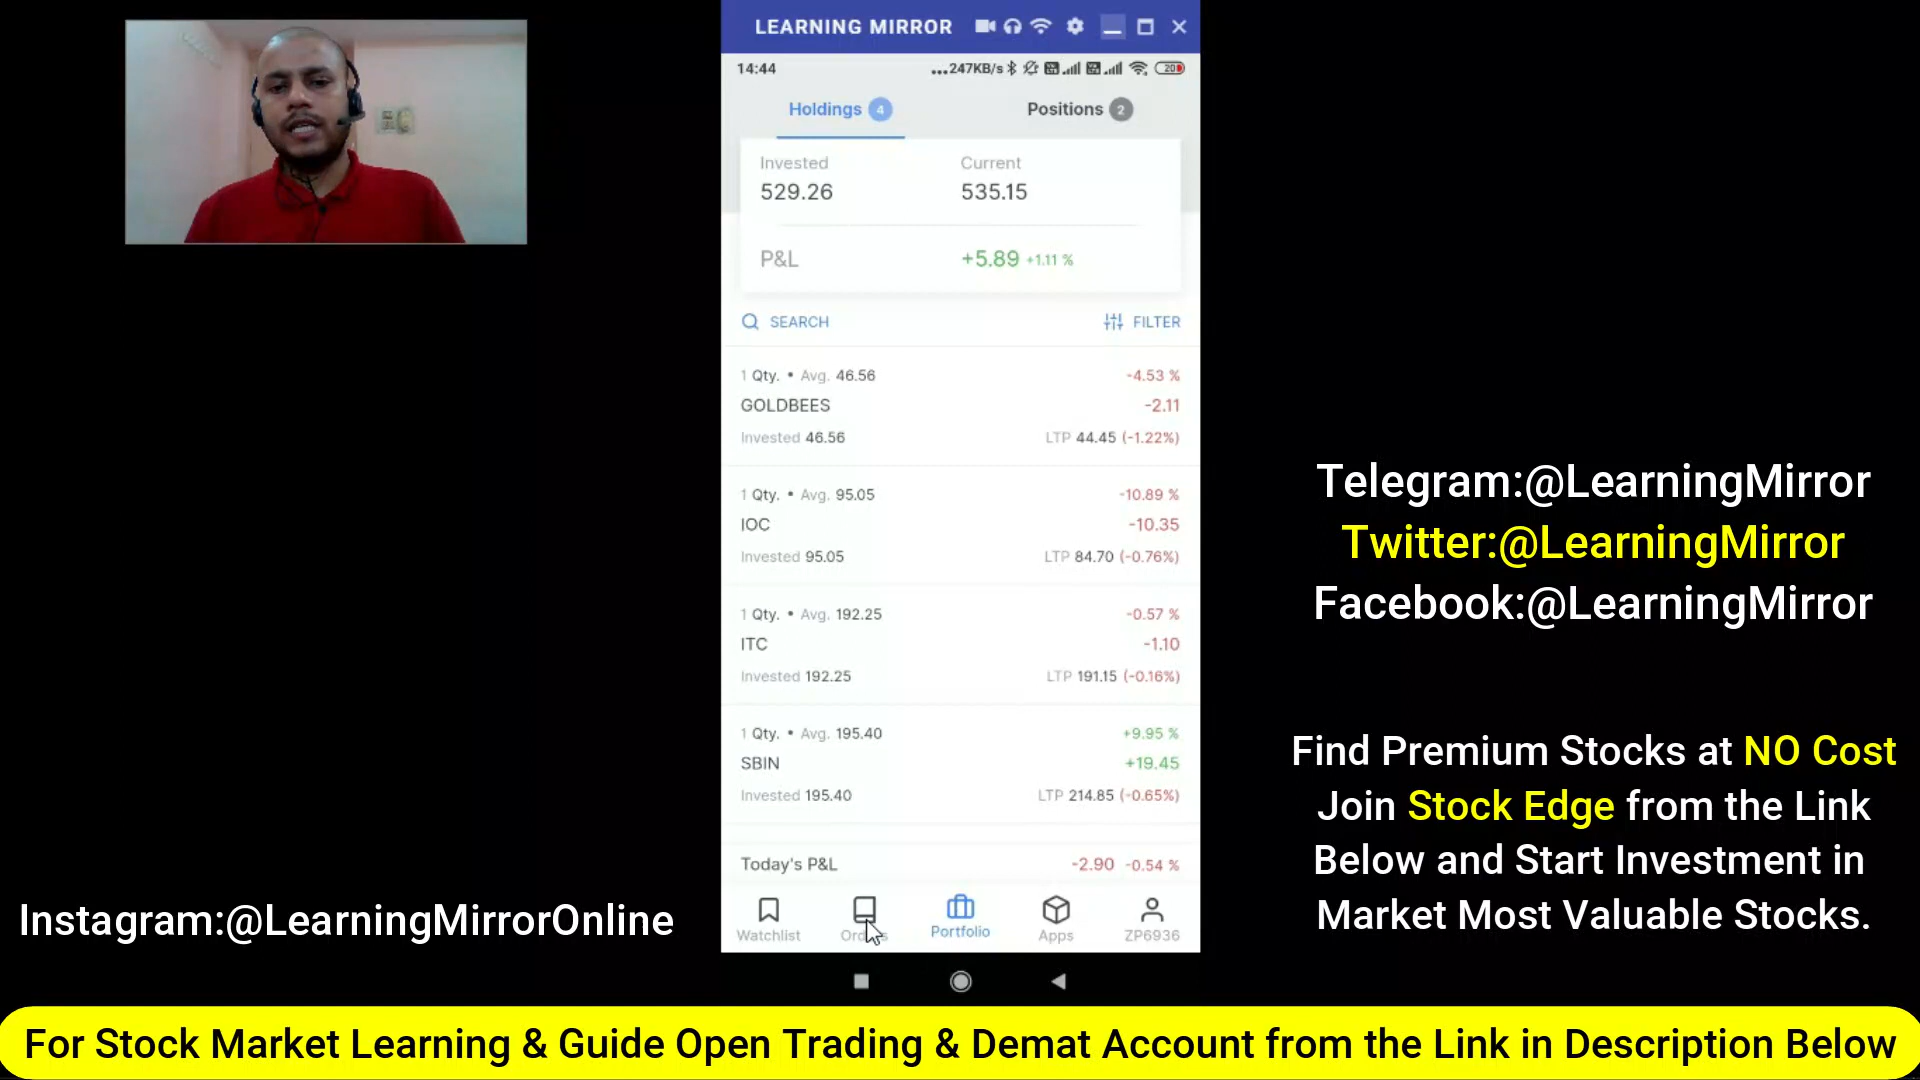 LEARNING MIRROR
14:44
...247KB/s
20
Holdings 4
Positions 2
Invested
Current
529.26
535.15
P&L
+5.89 +1.11 %
SEARCH
FILTER
1 Qty. • Avg. 46.56
-4.53 %
GOLDBEES
-2.11
Invested 46.56
LTP 44.45 (-1.22%)
1 Qty. • Avg. 95.05
-10.89 %
IOC
-10.35
Invested 95.05
LTP 84.70 (-0.76%)
1 Qty. • Avg. 192.25
-0.57 %
ITC
-1.10
Invested 192.25
LTP 191.15 (-0.16%)
1 Qty. • Avg. 195.40
+9.95 %
SBIN
+19.45
Invested 195.40
LTP 214.85 (-0.65%)
Today's P&L
-2.90 -0.54 %
Watchlist
Portfolio
Apps
ZP6936
Telegram:@LearningMirror
Twitter:@LearningMirror
Facebook:@LearningMirror
Find Premium Stocks at NO Cost
Join Stock Edge from the Link
Below and Start Investment in
Market Most Valuable Stocks.
Instagram:@LearningMirrorOnline
For Stock Market Learning & Guide Open Trading & Demat Account from the Link in Description Below